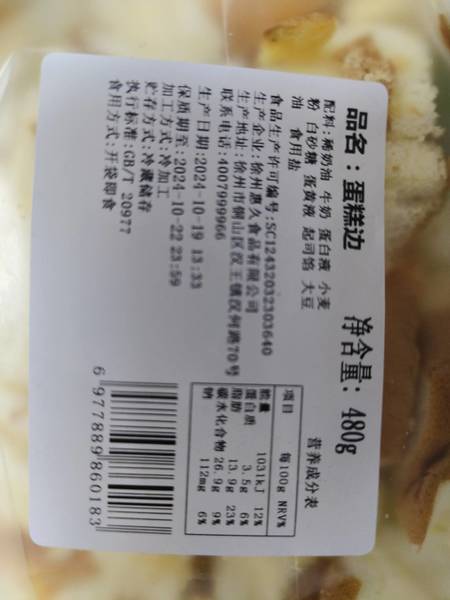 品名：蛋糕边 净含量：480g
配料：稀奶油 牛奶 蛋白液 小麦
粉 白砂糖 蛋黄液 起司馅 大豆
油 食用盐
食品生产许可编号：SC12432032303640
生产企业：徐州惠久食品有限公司
生产地址：徐州市铜山区汉王镇汉何路70号
联系电话：4007999966
生产日期：2024-10-19 13:33
保质期至：2024-10-22 23:59
加工方式：冷加工
贮存方式：冷藏储存
执行标准：GB/T 20977
食用方式：开袋即食
营养成分表
项目 每100g NRV%
能量 1031kJ 12%
蛋白质 3.5g 6%
脂肪 13.9g 23%
碳水化合物 26.9g 9%
钠 112mg 6%
6 977889 860183